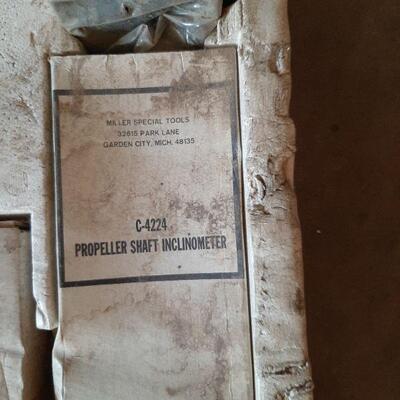 MILLER SPECIAL TOOLS
32615 PARK LANE
GARDEN CITY, MICH. 48135
C-4224
PROPELLER SHAFT INCLINOMETER